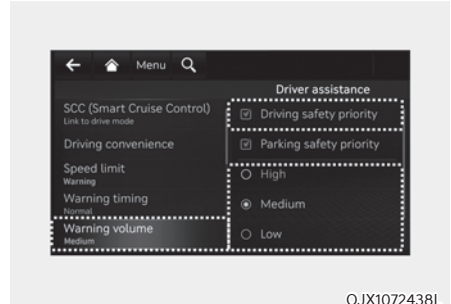 Menu
Driver assistance
SCC (Smart Cruise Control)
Link to drive mode
Driving convenience
Speed limit
Warning
Warning timing
Normal
Warning volume
Medium
Driving safety priority
Parking safety priority
High
Medium
Low
OJX1072438L